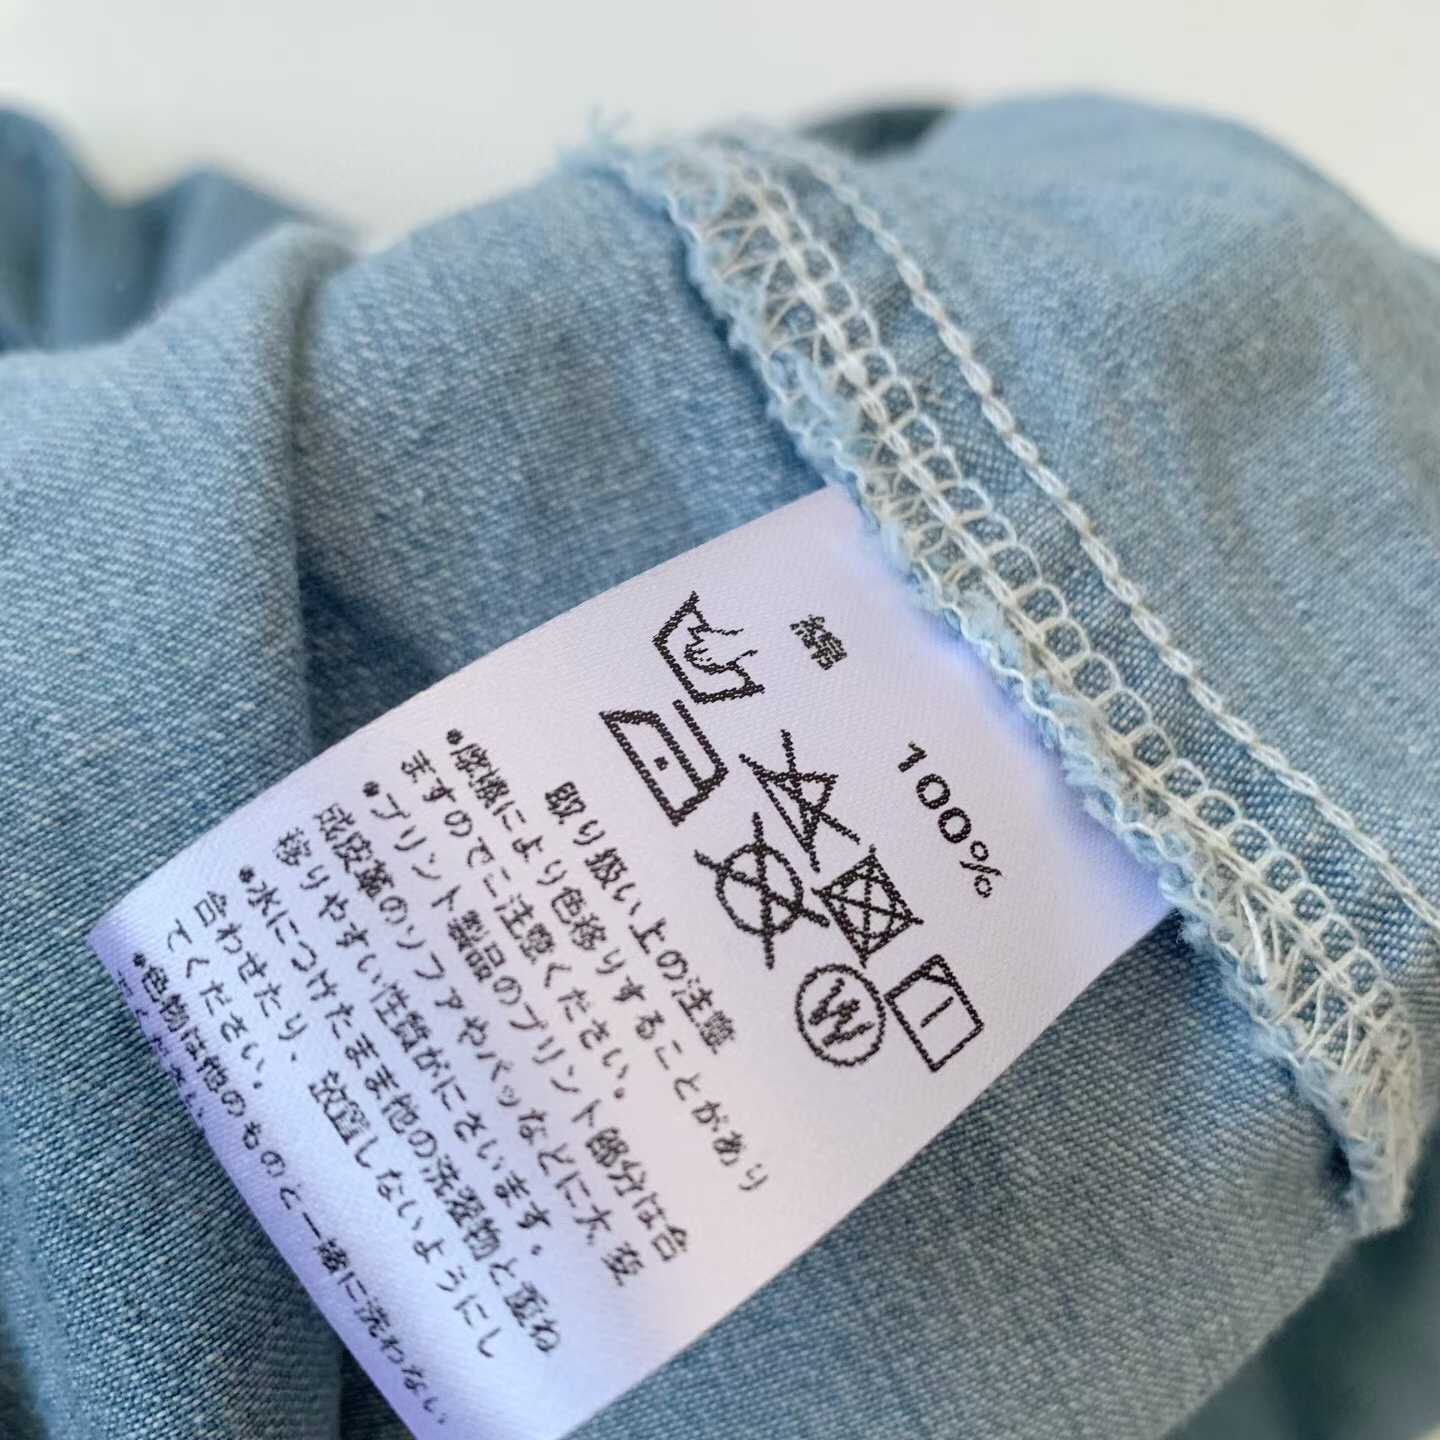 綿 100%
W
取り扱い上の注意
•摩擦により色移りすることがあり
ますのでご注意ください。
•プリント製品のプリント部分は合
成皮革のソファやバッなどに大変
移りやすい性質がにさいます。
•水につけたまま他の洗濯物と重ね
合わせたり、放置しないようにし
てください。
•色物は他のものと一緒に洗わない